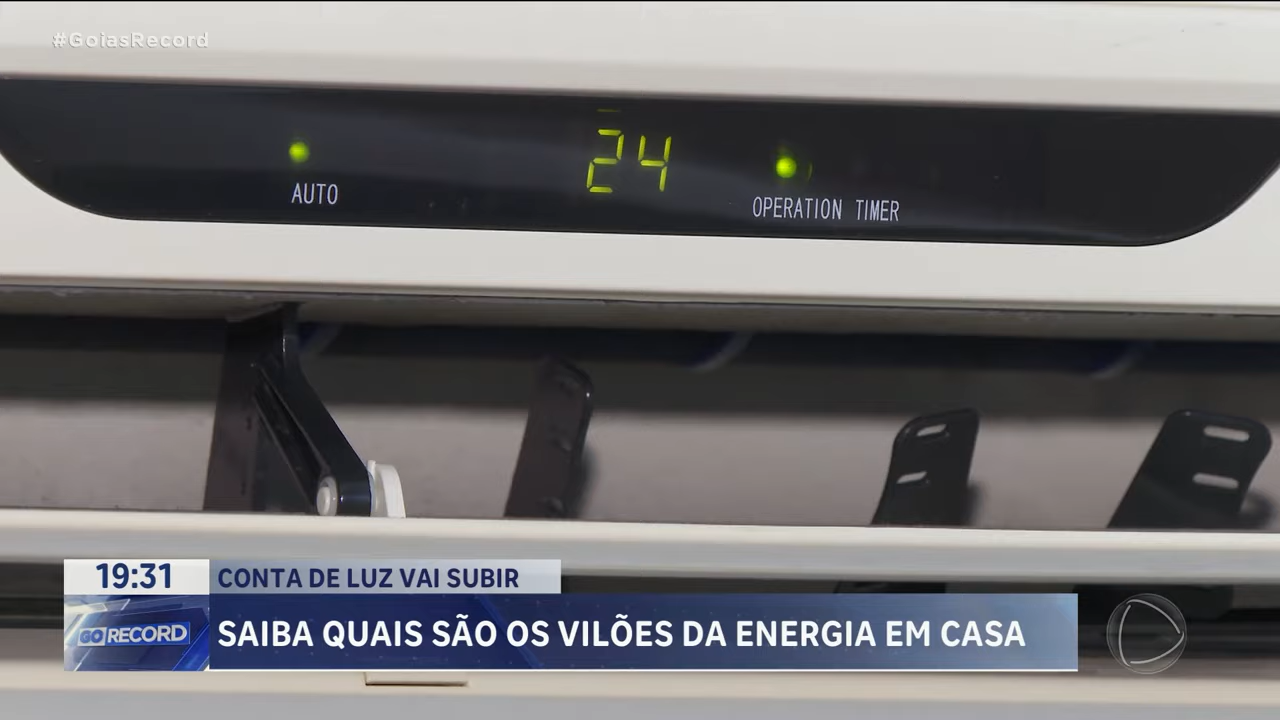 #GoiasRecord
24
AUTO
OPERATION TIMER
19:31
CONTA DE LUZ VAI SUBIR
GO RECORD
SAIBA QUAIS SÃO OS VILÕES DA ENERGIA EM CASA